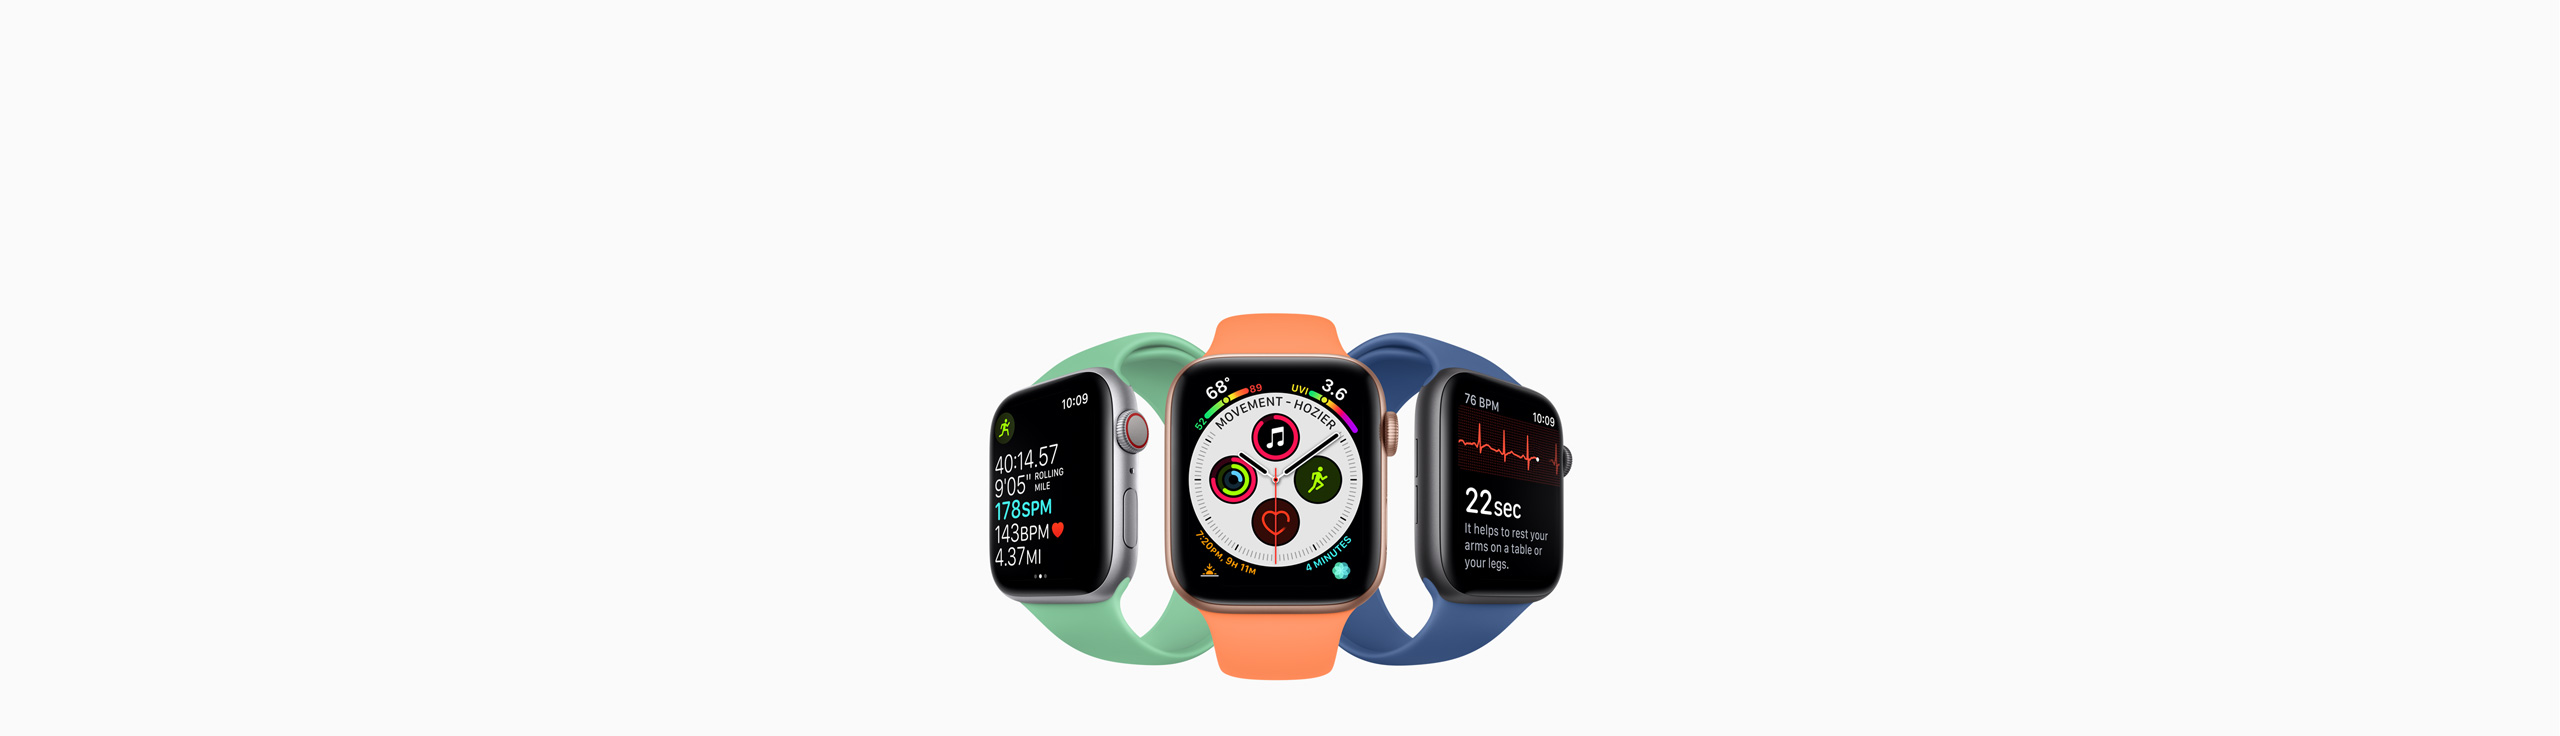 10:09
40:14.57
9'05" ROLLING
MILE
178SPM
143BPM
4.37MI
68°
52
89
UVI
3.6
MOVEMENT - HOZIER
7:20PM, 9H 11M
4 MINUTES
76 BPM
10:09
22sec
It helps to rest your
arms on a table or
your legs.